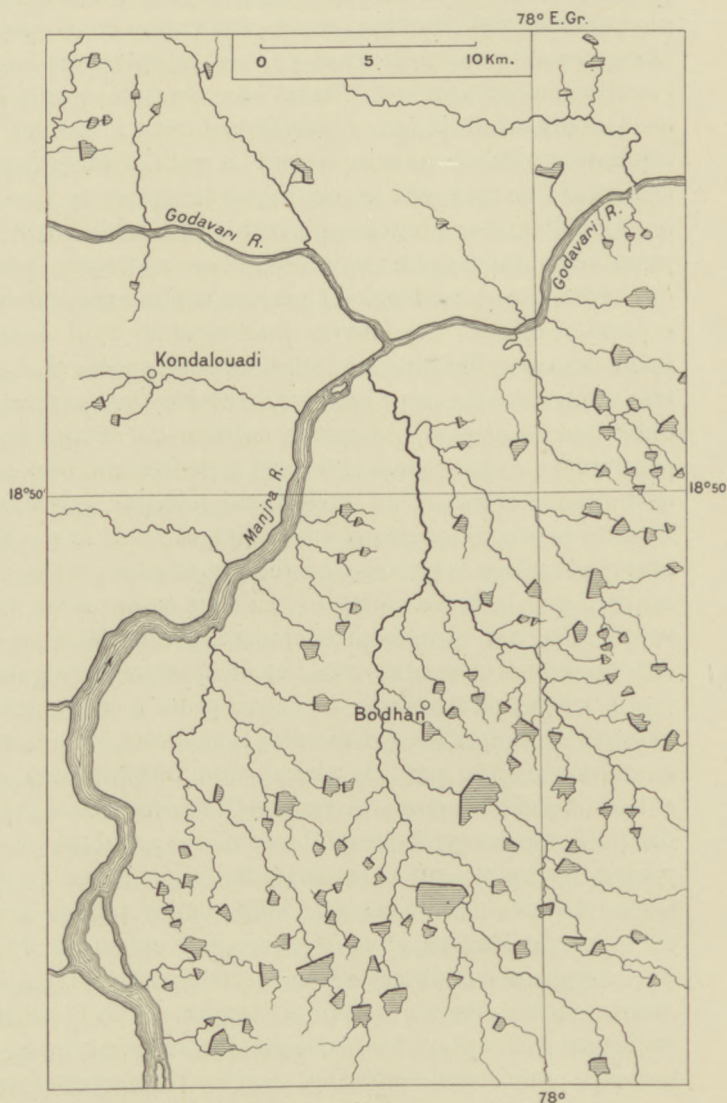 78° E.Gr.
0 5 10 Km.
Godavari R.
Godavari R.
Kondalouadi
18°50'
18°50'
Manjra R.
Bodhan
78°